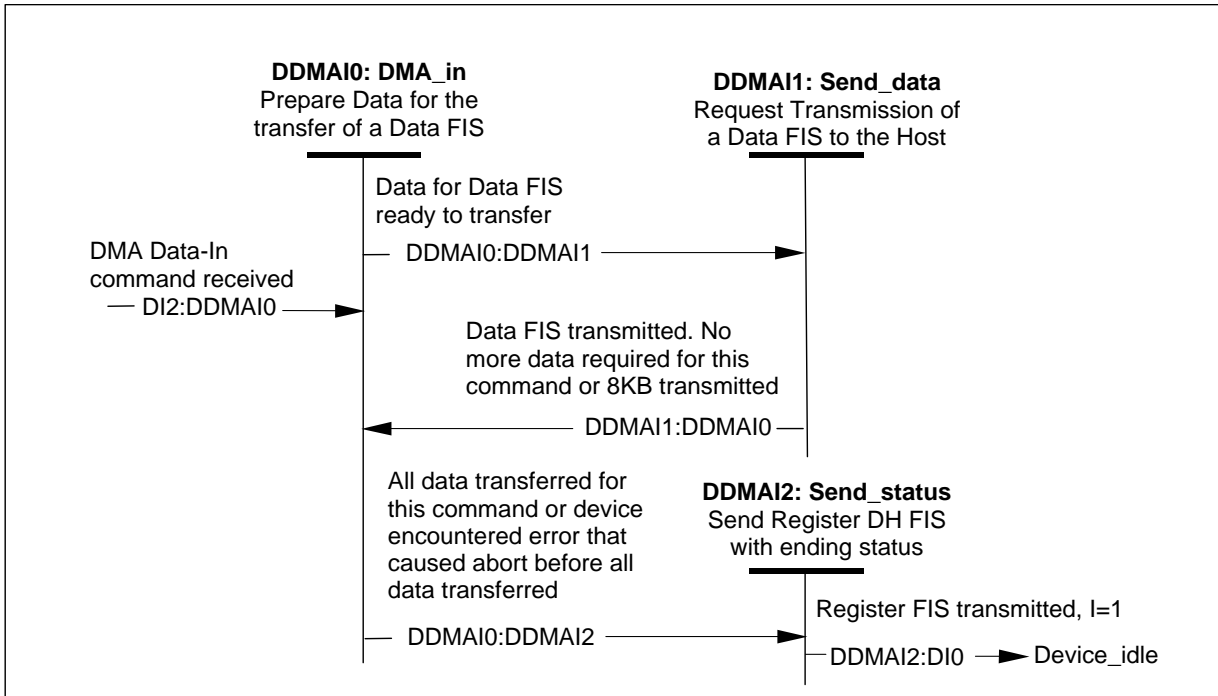 DDMAI0: DMA_in
Prepare Data for the
transfer of a Data FIS
DDMAI1: Send_data
Request Transmission of
a Data FIS to the Host
Data for Data FIS
ready to transfer
DDMAI0:DDMAI1
DMA Data-In
command received
DI2:DDMAI0
Data FIS transmitted. No
more data required for this
command or 8KB transmitted
DDMAI1:DDMAI0
All data transferred for
this command or device
encountered error that
caused abort before all
data transferred
DDMAI0:DDMAI2
DDMAI2: Send_status
Send Register DH FIS
with ending status
Register FIS transmitted, I=1
DDMAI2:DI0 Device_idle